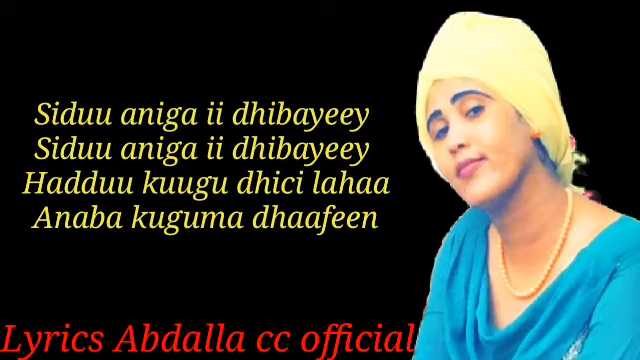 Siduu aniga ii dhibayeey
Siduu aniga ii dhibayeey
Hadduu kuugu dhici lahaa
Anaba kuguma dhaafeen
Lyrics Abdalla cc official